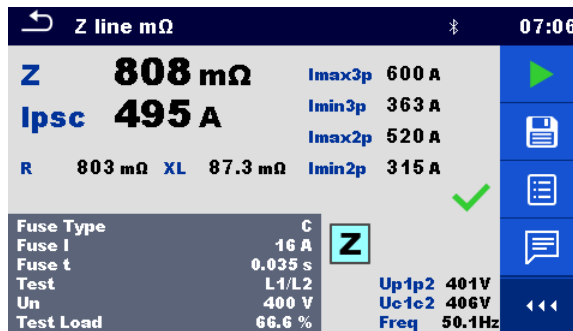 Z line mΩ 07:06
Z 808 mΩ
Ipsc 495 A
R 803 mΩ XL 87.3 mΩ
Imax3p 600 A
Imin3p 363 A
Imax2p 520 A
Imin2p 315 A
Fuse Type C
Fuse I 16 A
Fuse t 0.035 s
Test L1/L2
Un 400 V
Test Load 66.6 %
Z
Up1p2 401V
Uc1c2 406V
Freq 50.1Hz